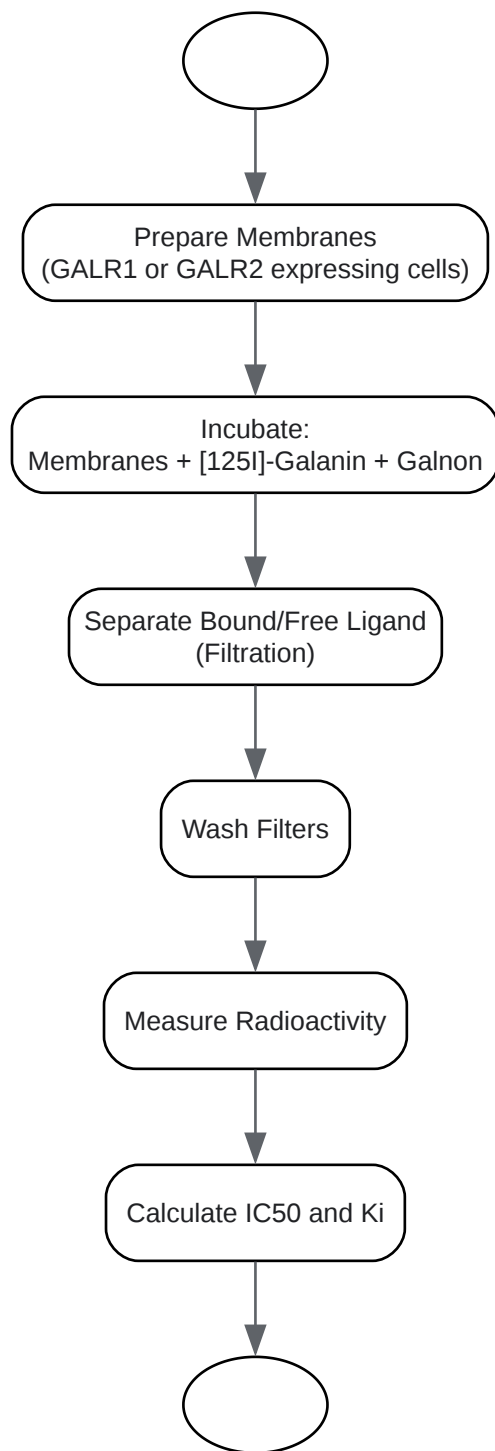 Prepare Membranes
(GALR1 or GALR2 expressing cells)
Incubate:
Membranes + [125I]-Galanin + Galnon
Separate Bound/Free Ligand
(Filtration)
Wash Filters
Measure Radioactivity
Calculate IC50 and Ki